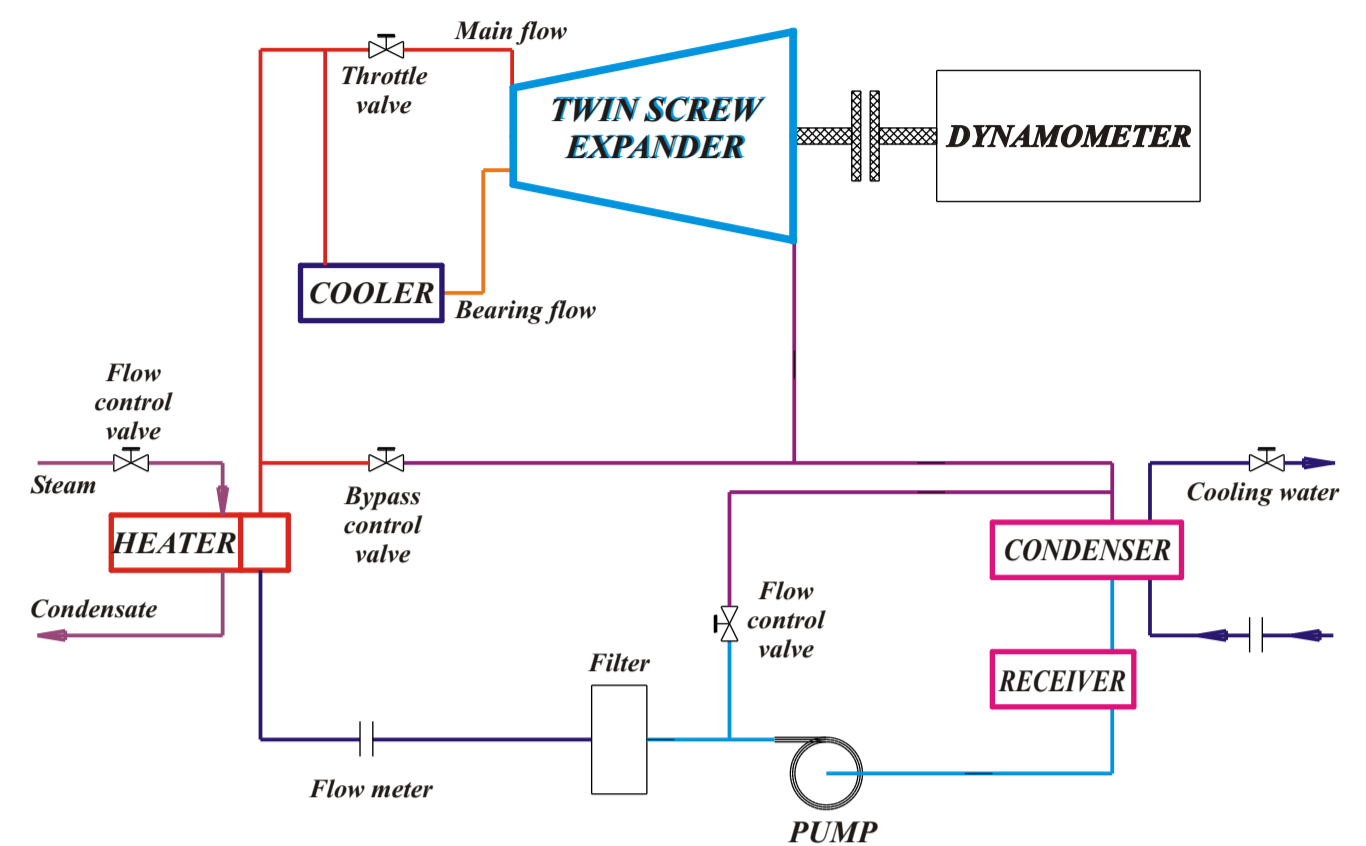 Main flow
Throttle
valve
TWIN SCREW
EXPANDER
DYNAMOMETER
COOLER
Bearing flow
Flow
control
valve
Steam
HEATER
Condensate
Bypass
control
valve
Cooling water
CONDENSER
Flow
control
valve
RECEIVER
Filter
Flow meter
PUMP